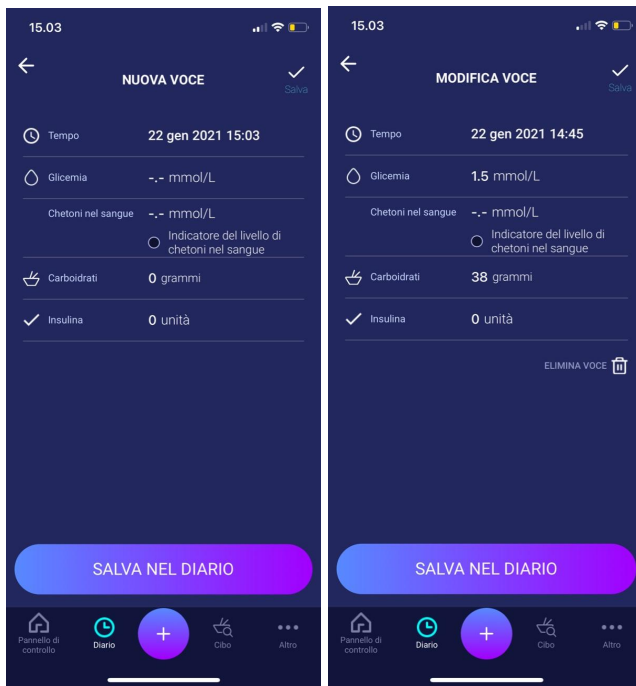 15.03
NUOVA VOCE
Salva
Tempo 22 gen 2021 15:03
Glicemia -.- mmol/L
Chetoni nel sangue -.- mmol/L
Indicatore del livello di
chetoni nel sangue
Carboidrati 0 grammi
Insulina 0 unità
SALVA NEL DIARIO
Pannello di
controllo
Diario
+
Cibo
Altro
15.03
MODIFICA VOCE
Salva
Tempo 22 gen 2021 14:45
Glicemia 1.5 mmol/L
Chetoni nel sangue -.- mmol/L
Indicatore del livello di
chetoni nel sangue
Carboidrati 38 grammi
Insulina 0 unità
ELIMINA VOCE
SALVA NEL DIARIO
Pannello di
controllo
Diario
+
Cibo
Altro